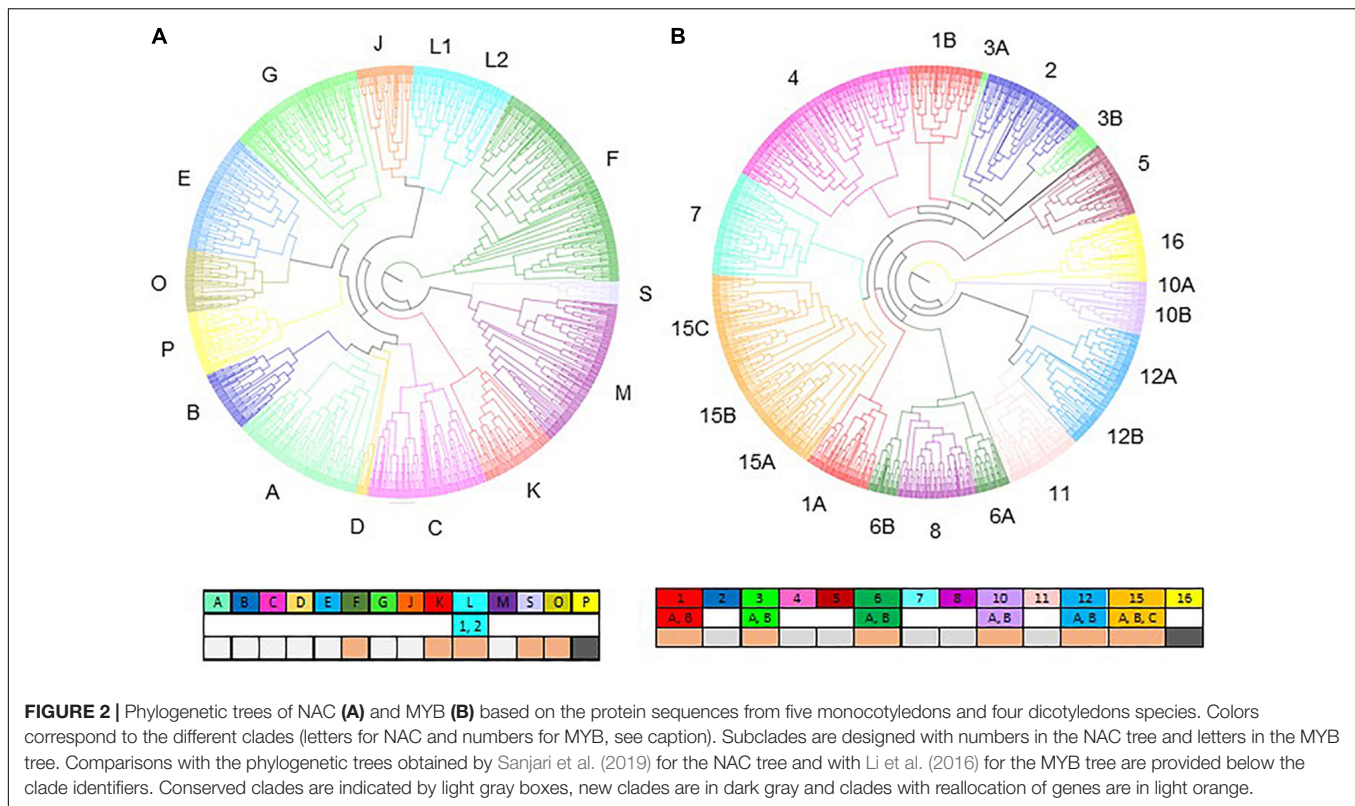 A
B
J
L1
L2
G
F
E
O
S
P
M
B
A
K
D
C
1B
3A
2
4
3B
5
7
16
10A
10B
15C
12A
15B
12B
15A
11
1A
6A
6B
8
A B C D E F G J K L M S O P
1, 2
1 2 3 4 5 6 7 8 10 11 12 15 16
A, B A, B A, B A, B A, B A, B, C
FIGURE 2 | Phylogenetic trees of NAC (A) and MYB (B) based on the protein sequences from five monocotyledons and four dicotyledons species. Colors
correspond to the different clades (letters for NAC and numbers for MYB, see caption). Subclades are designed with numbers in the NAC tree and letters in the MYB
tree. Comparisons with the phylogenetic trees obtained by Sanjari et al. (2019) for the NAC tree and with Li et al. (2016) for the MYB tree are provided below the
clade identifiers. Conserved clades are indicated by light gray boxes, new clades are in dark gray and clades with reallocation of genes are in light orange.